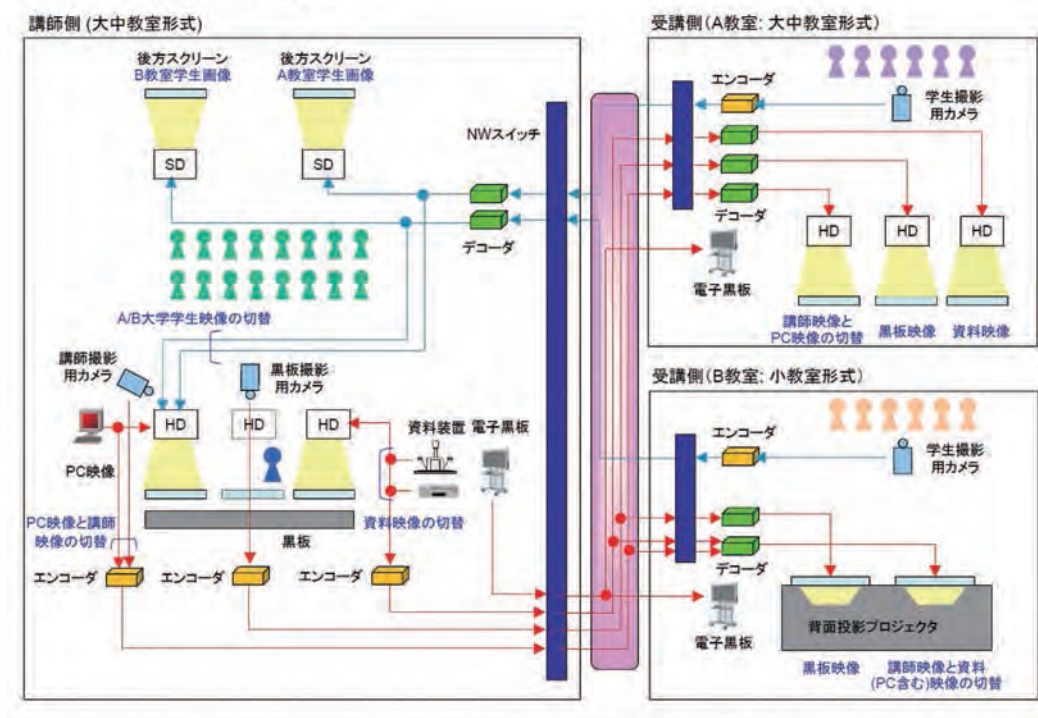 講師側 (大中教室形式)
後方スクリーン
B教室学生画像
後方スクリーン
A教室学生画像
NWスイッチ
SD
SD
デコーダ
A/B大学学生映像の切替
講師撮影
用カメラ
黒板撮影
用カメラ
HD
HD
HD
PC映像
資料装置
電子黒板
PC映像と講師
映像の切替
資料映像の切替
黒板
エンコーダ
エンコーダ
エンコーダ
受講側(A教室: 大中教室形式)
エンコーダ
学生撮影
用カメラ
デコーダ
HD
HD
HD
電子黒板
講師映像と
PC映像の切替
黒板映像
資料映像
受講側(B教室: 小教室形式)
エンコーダ
学生撮影
用カメラ
デコーダ
電子黒板
背面投影プロジェクタ
黒板映像
講師映像と資料
(PC含む)映像の切替